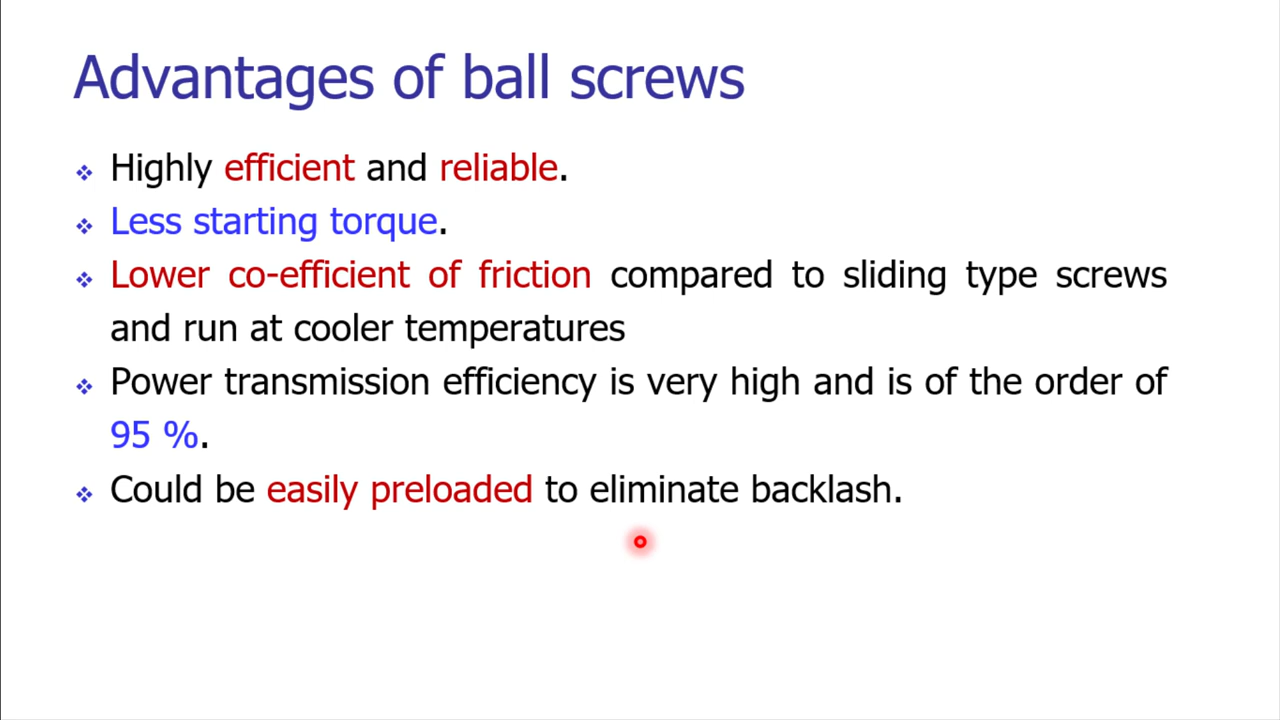 Advantages of ball screws
❖ Highly efficient and reliable.
❖ Less starting torque.
❖ Lower co-efficient of friction compared to sliding type screws
and run at cooler temperatures
❖ Power transmission efficiency is very high and is of the order of
95 %.
❖ Could be easily preloaded to eliminate backlash.